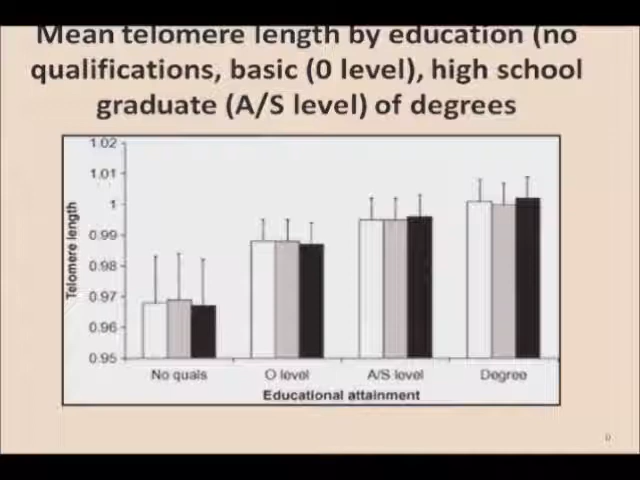 Mean telomere length by education (no
qualifications, basic (0 level), high school
graduate (A/S level) of degrees
1.02
1.01
1
0.99
0.98
0.97
0.96
0.95
Telomere length
No quals
O level
A/S level
Degree
Educational attainment